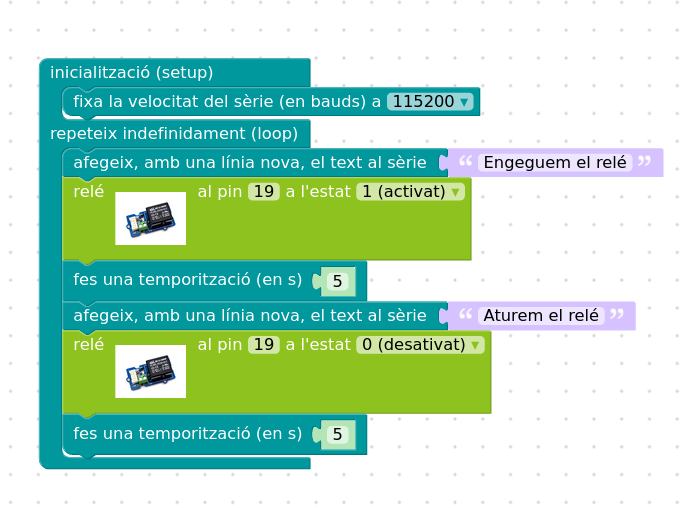 inicialització (setup)
fixa la velocitat del sèrie (en bauds) a 115200 ▾
repeteix indefinidament (loop)
afegeix, amb una línia nova, el text al sèrie “ Engeguem el relé ”
relé al pin 19 a l'estat 1 (activat) ▾
fes una temporització (en s) 5
afegeix, amb una línia nova, el text al sèrie “ Aturem el relé ”
relé al pin 19 a l'estat 0 (desativat) ▾
fes una temporització (en s) 5